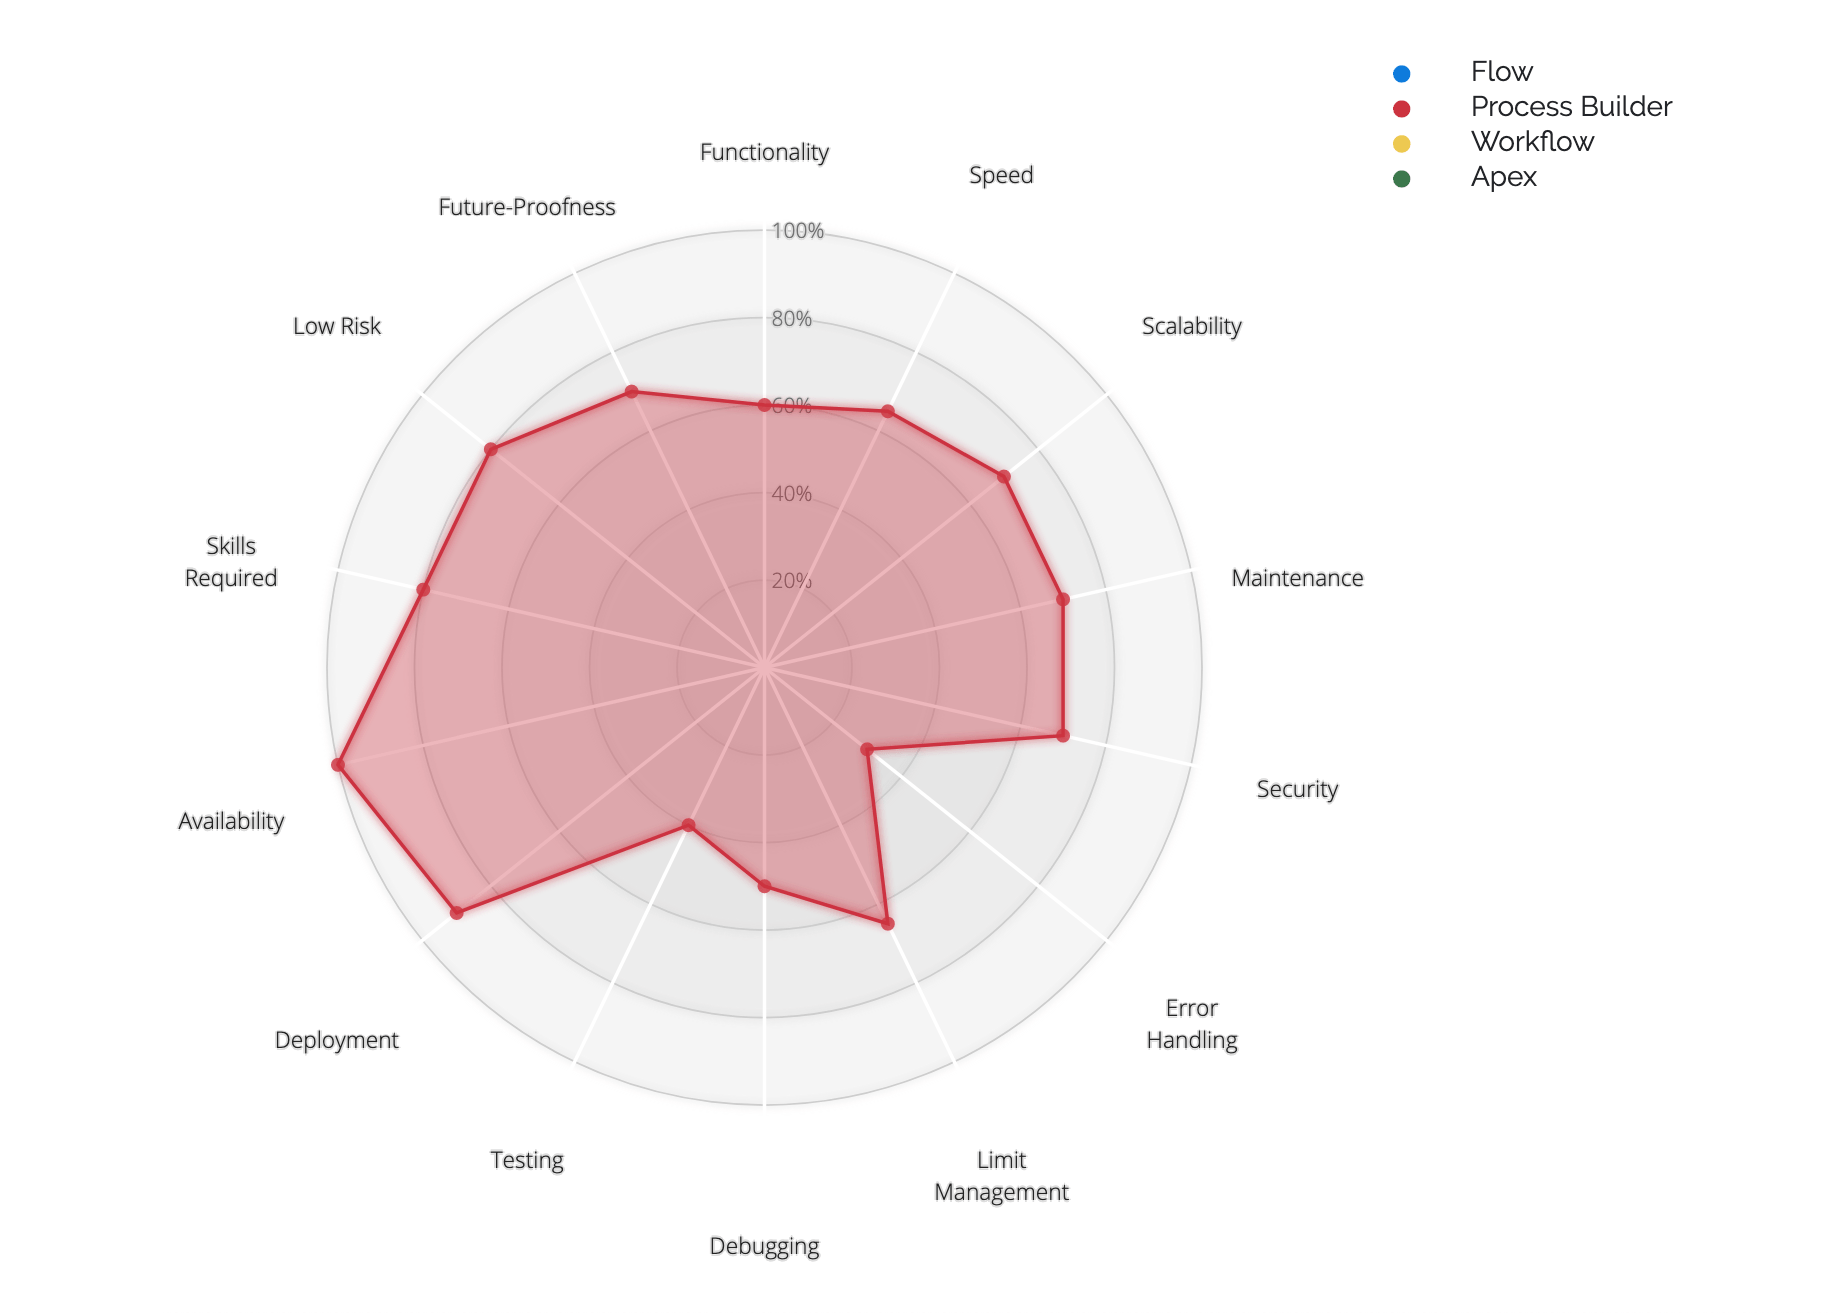 Flow
Process Builder
Workflow
Apex
Functionality
Speed
Future-Proofness
100%
Low Risk
80%
Scalability
60%
40%
Skills
Required
20%
Maintenance
Availability
Security
Deployment
Error
Handling
Testing
Limit
Management
Debugging